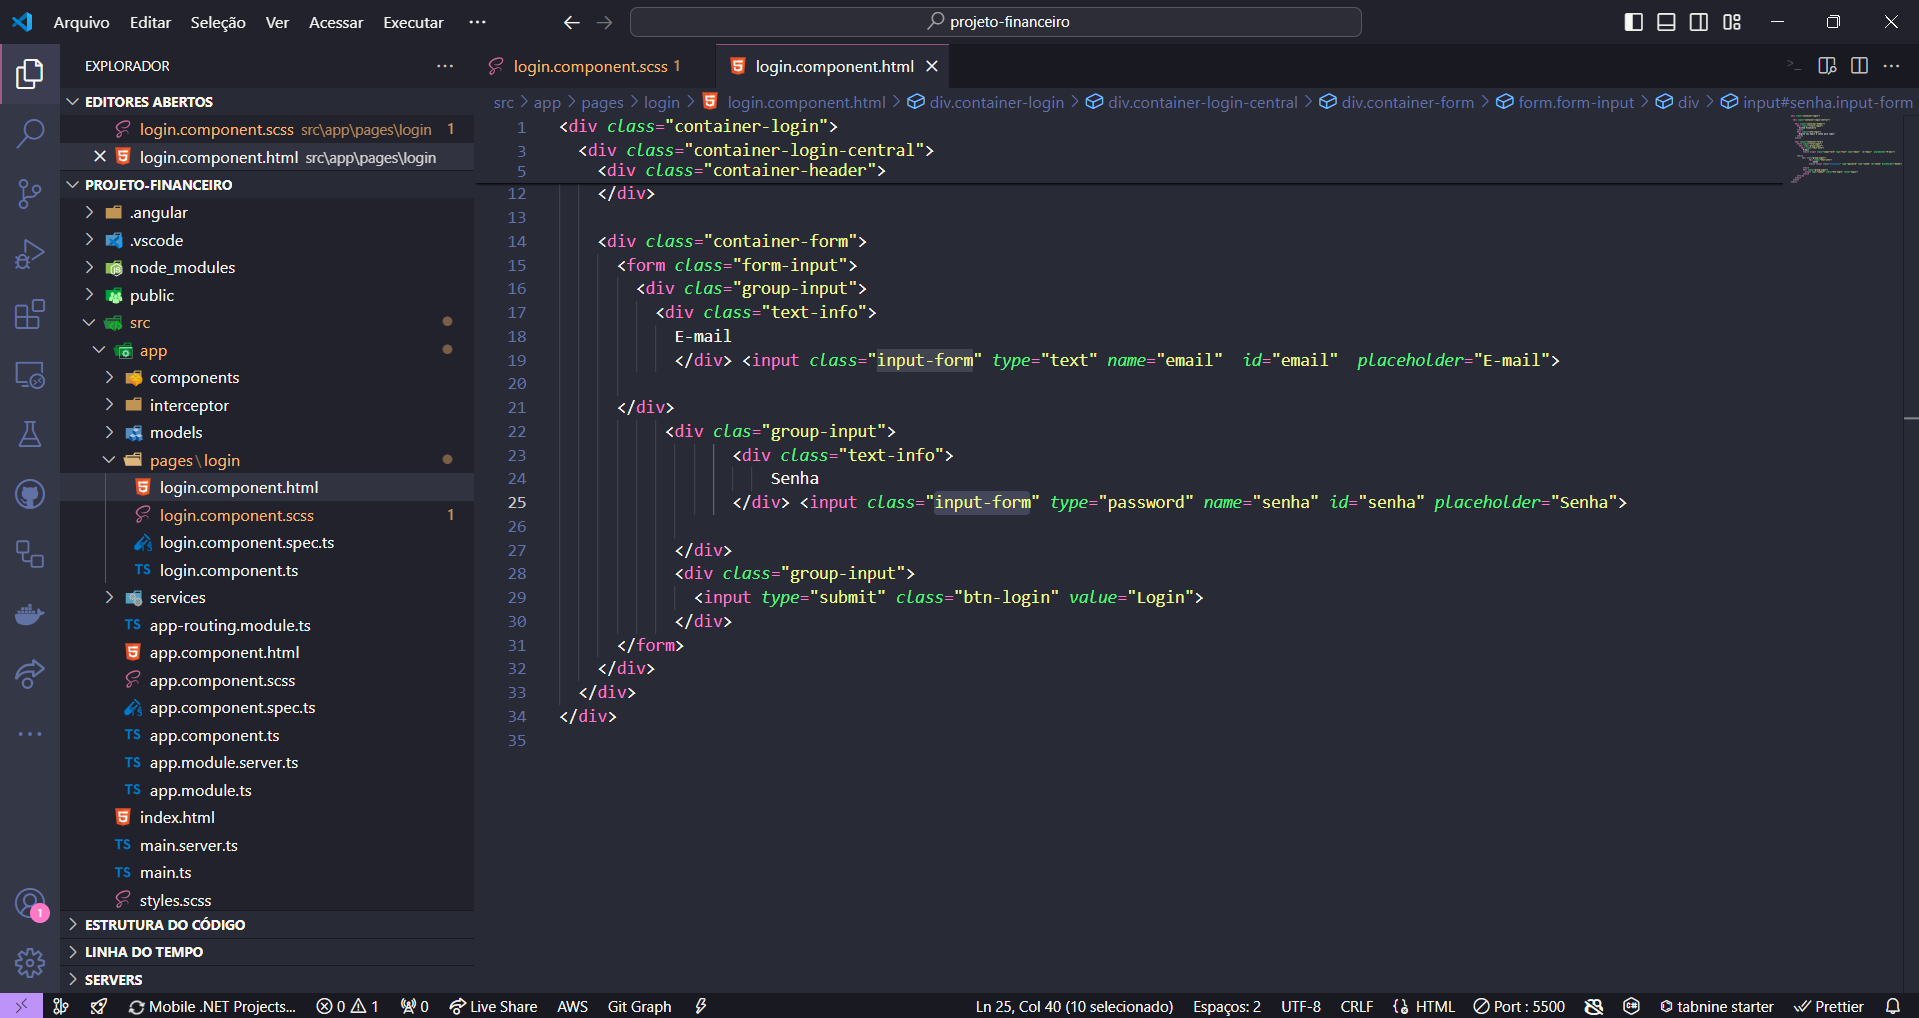 Arquivo Editar Seleção Ver Acessar Executar ···
projeto-financeiro
EXPLORADOR
EDITORES ABERTOS
login.component.scss src\app\pages\login 1
login.component.html src\app\pages\login
PROJETO-FINANCEIRO
.angular
.vscode
node_modules
public
src
app
components
interceptor
models
pages\login
login.component.html
login.component.scss 1
login.component.spec.ts
TS login.component.ts
services
TS app-routing.module.ts
app.component.html
app.component.scss
app.component.spec.ts
TS app.component.ts
TS app.module.server.ts
TS app.module.ts
index.html
TS main.server.ts
TS main.ts
styles.scss
ESTRUTURA DO CÓDIGO
LINHA DO TEMPO
SERVERS
1
login.component.scss 1
login.component.html
src > app > pages > login > login.component.html > div.container-login > div.container-login-central > div.container-form > form.form-input > div > input#senha.input-form
1 <div class="container-login">
3 <div class="container-login-central">
5 <div class="container-header">
12 </div>
13
14 <div class="container-form">
15 <form class="form-input">
16 <div clas="group-input">
17 <div class="text-info">
18 E-mail
19 </div> <input class="input-form" type="text" name="email"  id="email"  placeholder="E-mail">
20
21 </div>
22 <div clas="group-input">
23 <div class="text-info">
24 Senha
25 </div> <input class="input-form" type="password" name="senha" id="senha" placeholder="Senha">
26
27 </div>
28 <div class="group-input">
29 <input type="submit" class="btn-login" value="Login">
30 </div>
31 </form>
32 </div>
33 </div>
34 </div>
35
Mobile .NET Projects... 0 1 0 Live Share AWS Git Graph
Ln 25, Col 40 (10 selecionado) Espaços: 2 UTF-8 CRLF {} HTML Port : 5500 tabnine starter Prettier